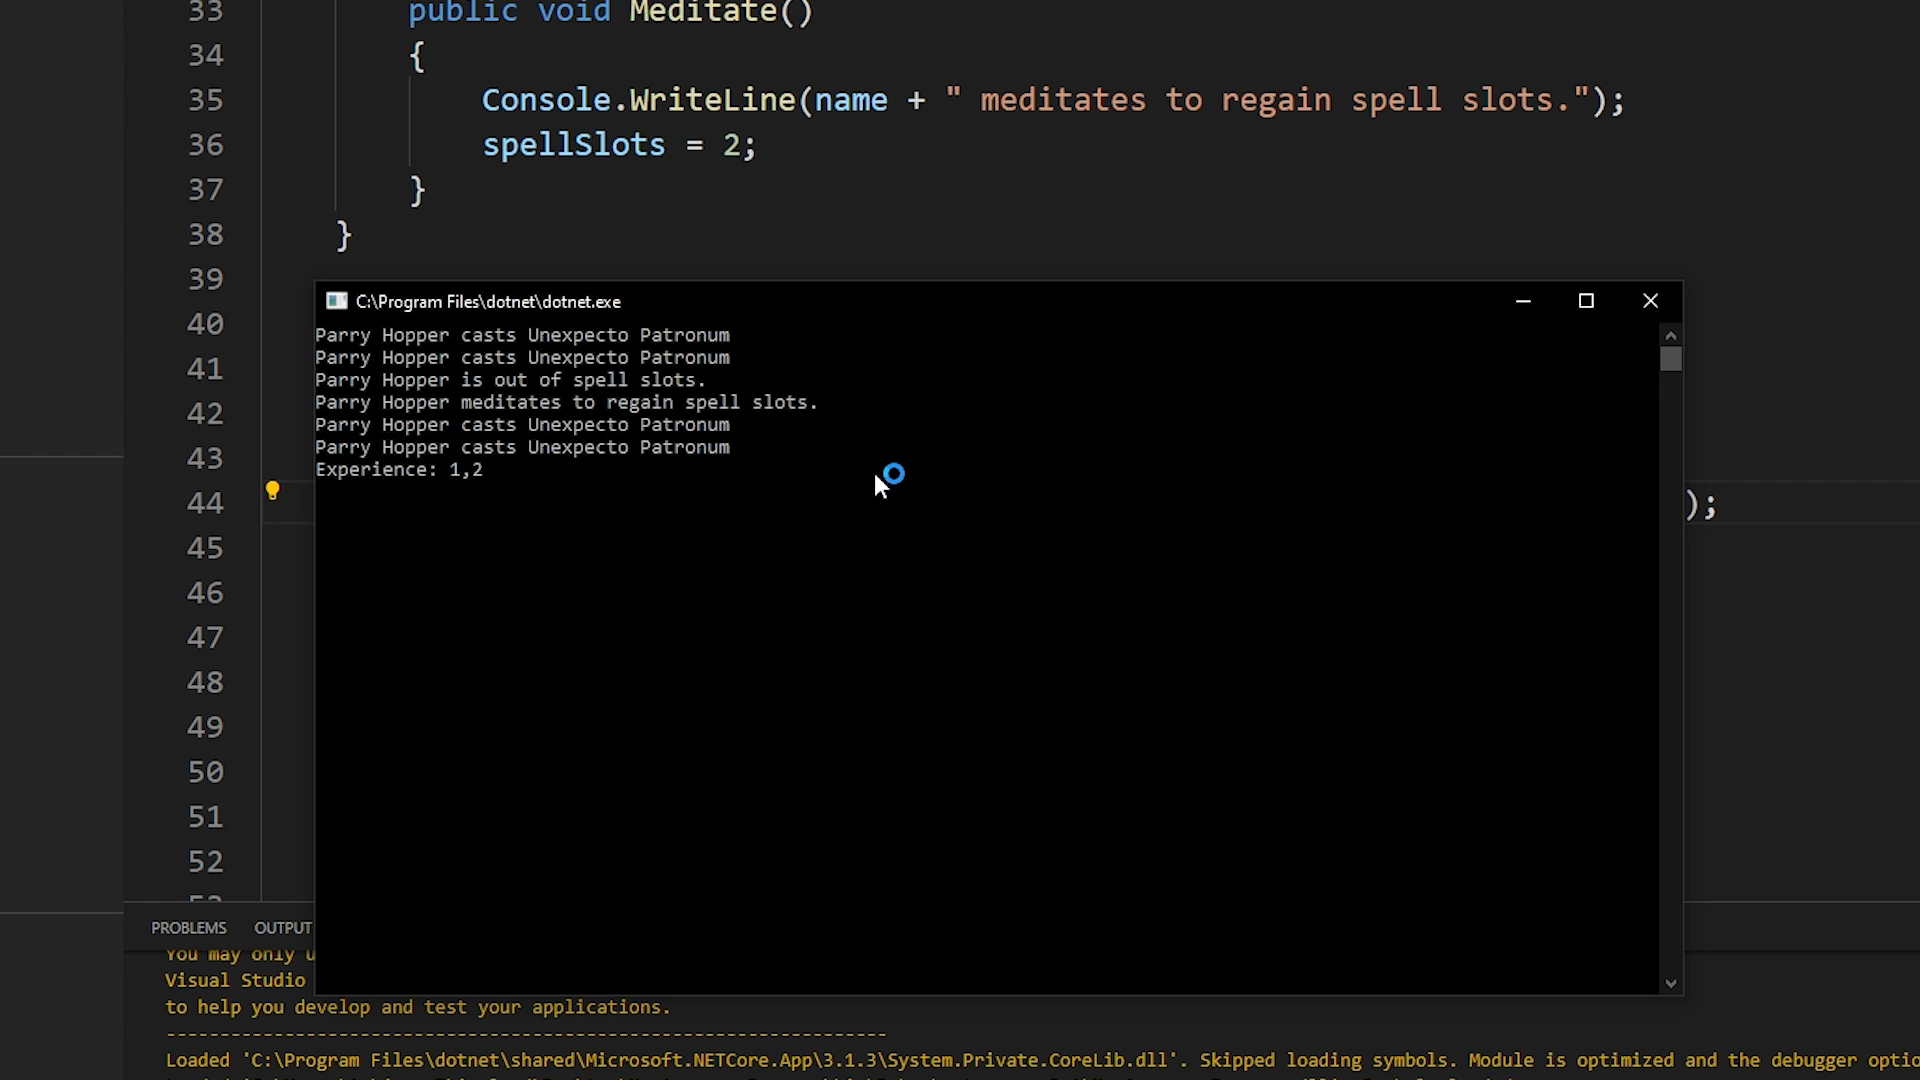 33 public void Meditate()
34 {
35 Console.WriteLine(name + " meditates to regain spell slots.");
36 spellSlots = 2;
37 }
38 }
39
C:\Program Files\dotnet\dotnet.exe
Parry Hopper casts Unexpecto Patronum
Parry Hopper casts Unexpecto Patronum
Parry Hopper is out of spell slots.
Parry Hopper meditates to regain spell slots.
Parry Hopper casts Unexpecto Patronum
Parry Hopper casts Unexpecto Patronum
Experience: 1,2
40
41
42
43
44 );
45
46
47
48
49
50
51
52
PROBLEMS OUTPUT
You may only
Visual Studio
to help you develop and test your applications.
-------------------------------------------------------------------
Loaded 'C:\Program Files\dotnet\shared\Microsoft.NETCore.App\3.1.3\System.Private.CoreLib.dll'. Skipped loading symbols. Module is optimized and the debugger